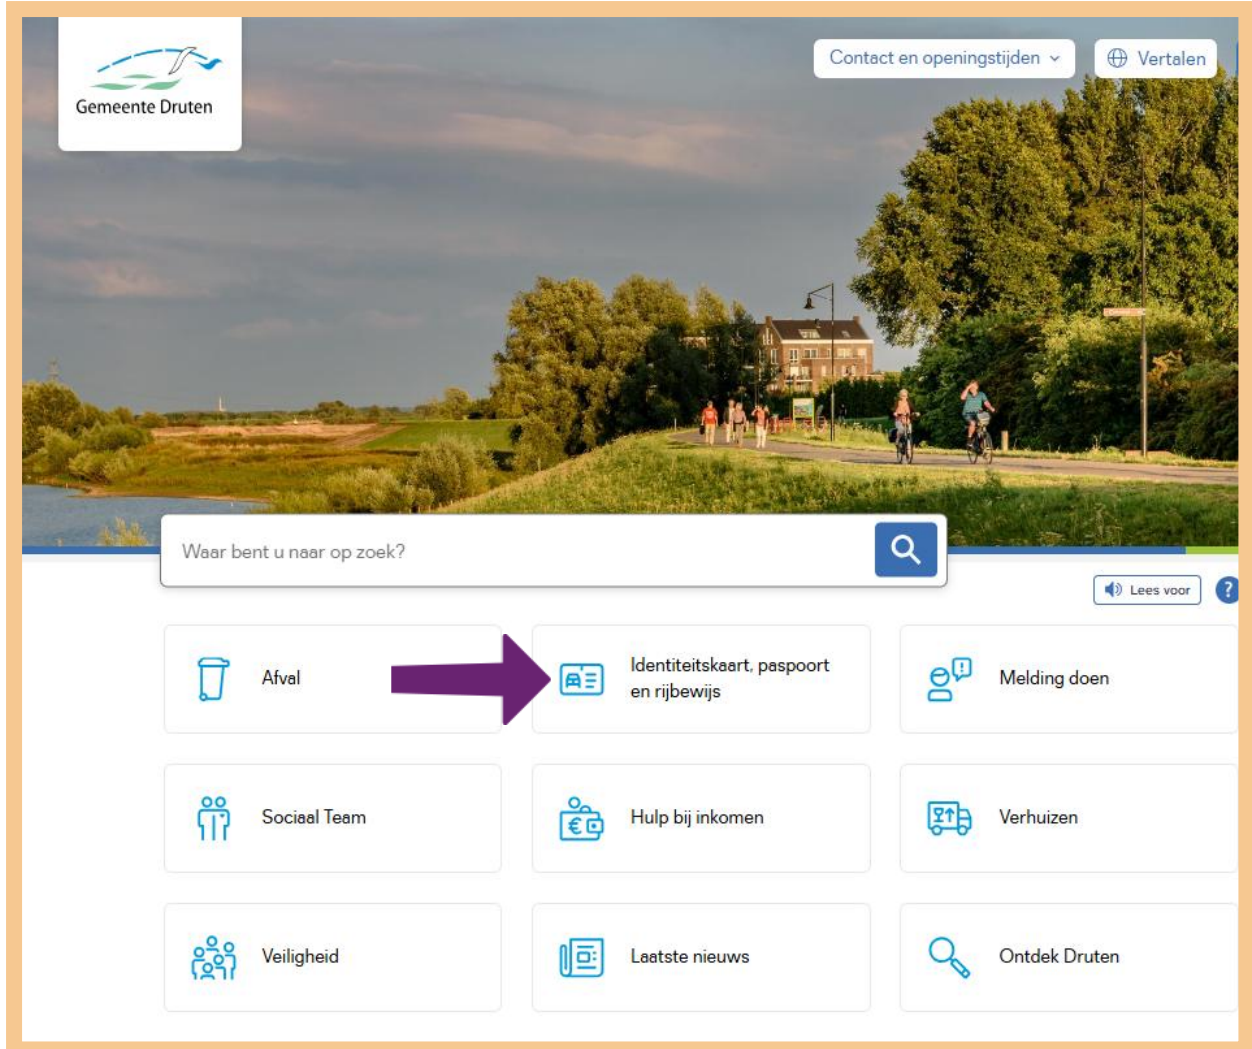 Gemeente Druten
Contact en openingstijden
Vertalen
Waar bent u naar op zoek?
Lees voor
?
Afval
Identiteitskaart, paspoort
en rijbewijs
Melding doen
Sociaal Team
Hulp bij inkomen
Verhuizen
Veiligheid
Laatste nieuws
Ontdek Druten